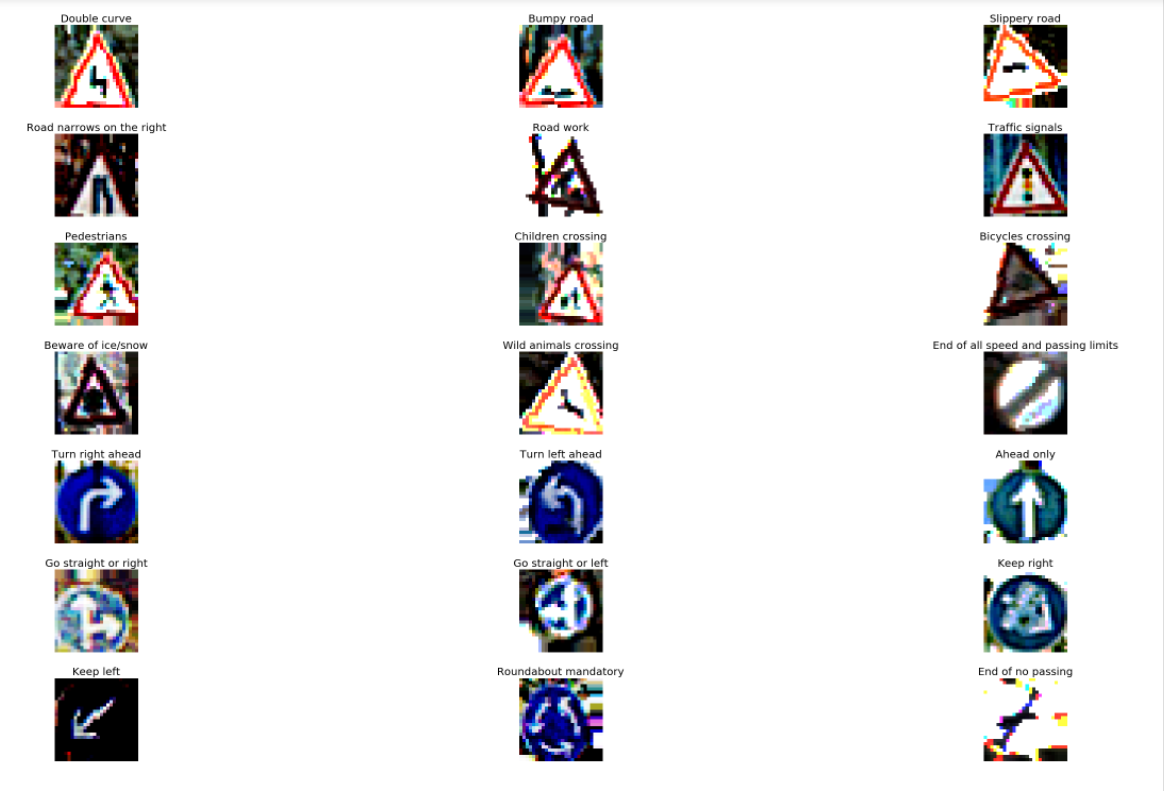 Double curve
Bumpy road
Slippery road
Road narrows on the right
Road work
Traffic signals
Pedestrians
Children crossing
Bicycles crossing
Beware of ice/snow
Wild animals crossing
End of all speed and passing limits
Turn right ahead
Turn left ahead
Ahead only
Go straight or right
Go straight or left
Keep right
Keep left
Roundabout mandatory
End of no passing